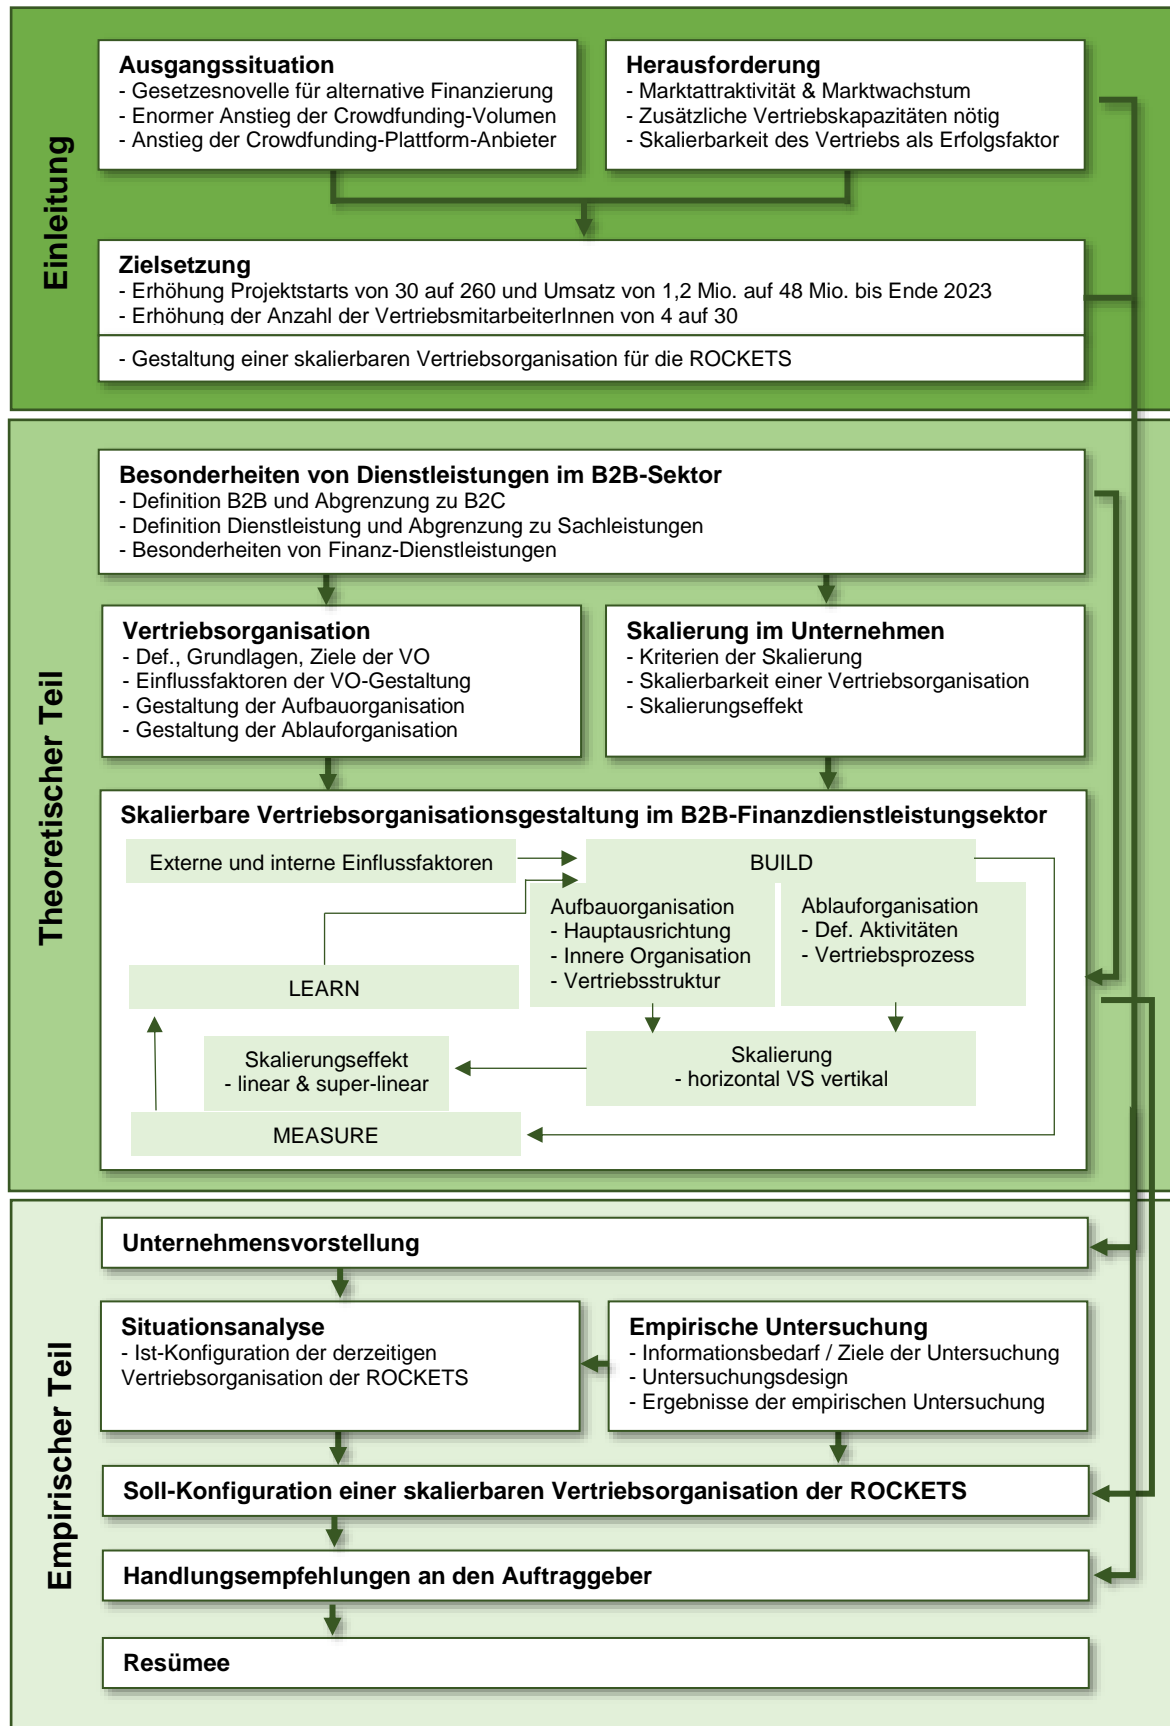 Einleitung
Ausgangssituation
- Gesetzesnovelle für alternative Finanzierung
- Enormer Anstieg der Crowdfunding-Volumen
- Anstieg der Crowdfunding-Plattform-Anbieter
Herausforderung
- Marktattraktivität & Marktwachstum
- Zusätzliche Vertriebskapazitäten nötig
- Skalierbarkeit des Vertriebs als Erfolgsfaktor
Zielsetzung
- Erhöhung Projektstarts von 30 auf 260 und Umsatz von 1,2 Mio. auf 48 Mio. bis Ende 2023
- Erhöhung der Anzahl der VertriebsmitarbeiterInnen von 4 auf 30
- Gestaltung einer skalierbaren Vertriebsorganisation für die ROCKETS
Theoretischer Teil
Besonderheiten von Dienstleistungen im B2B-Sektor
- Definition B2B und Abgrenzung zu B2C
- Definition Dienstleistung und Abgrenzung zu Sachleistungen
- Besonderheiten von Finanz-Dienstleistungen
Vertriebsorganisation
- Def., Grundlagen, Ziele der VO
- Einflussfaktoren der VO-Gestaltung
- Gestaltung der Aufbauorganisation
- Gestaltung der Ablauforganisation
Skalierung im Unternehmen
- Kriterien der Skalierung
- Skalierbarkeit einer Vertriebsorganisation
- Skalierungseffekt
Skalierbare Vertriebsorganisationsgestaltung im B2B-Finanzdienstleistungsektor
Externe und interne Einflussfaktoren
BUILD
Aufbauorganisation
- Hauptausrichtung
- Innere Organisation
- Vertriebsstruktur
Ablauforganisation
- Def. Aktivitäten
- Vertriebsprozess
LEARN
Skalierungseffekt
- linear & super-linear
Skalierung
- horizontal VS vertikal
MEASURE
Empirischer Teil
Unternehmensvorstellung
Situationsanalyse
- Ist-Konfiguration der derzeitigen
Vertriebsorganisation der ROCKETS
Empirische Untersuchung
- Informationsbedarf / Ziele der Untersuchung
- Untersuchungsdesign
- Ergebnisse der empirischen Untersuchung
Soll-Konfiguration einer skalierbaren Vertriebsorganisation der ROCKETS
Handlungsempfehlungen an den Auftraggeber
Resümee